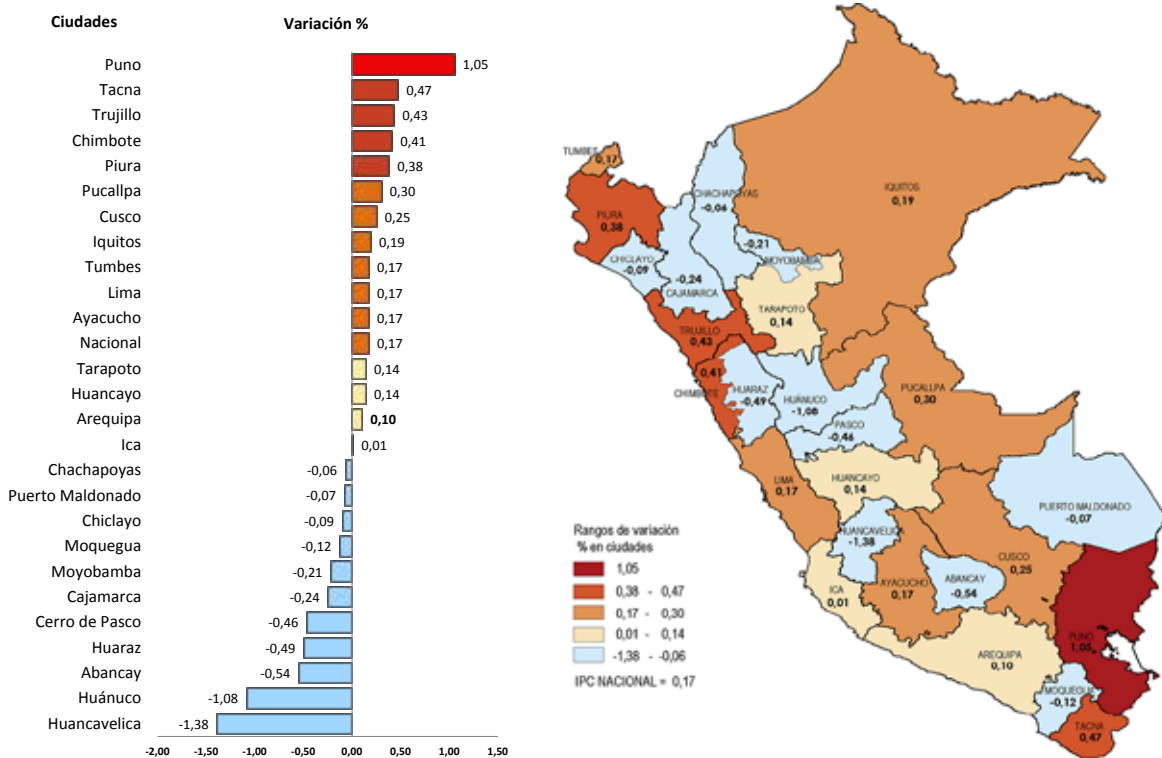 Ciudades Variación %
Puno 1,05
Tacna 0,47
Trujillo 0,43
Chimbote 0,41
Piura 0,38
Pucallpa 0,30
Cusco 0,25
Iquitos 0,19
Tumbes 0,17
Lima 0,17
Ayacucho 0,17
Nacional 0,17
Tarapoto 0,14
Huancayo 0,14
Arequipa 0,10
Ica 0,01
Chachapoyas -0,06
Puerto Maldonado -0,07
Chiclayo -0,09
Moquegua -0,12
Moyobamba -0,21
Cajamarca -0,24
Cerro de Pasco -0,46
Huaraz -0,49
Abancay -0,54
Huánuco -1,08
Huancavelica -1,38
-2,00 -1,50 -1,00 -0,50 0,00 0,50 1,00 1,50
TUMBES
0,17
PIURA
0,38
CHICLAYO
-0,09
CHACHAPOYAS
-0,06
-0,21
MOYOBAMBA
-0,24
CAJAMARCA
IQUITOS
0,19
TARAPOTO
0,14
TRUJILLO
0,43
0,41
CHIMBOTE
HUARAZ
-0,49
HUÁNUCO
-1,08
PASCO
-0,46
PUCALLPA
0,30
LIMA
0,17
HUANCAYO
0,14
HUANCAVELICA
-1,38
PUERTO MALDONADO
-0,07
CUSCO
0,25
ICA
0,01
AYACUCHO
0,17
ABANCAY
-0,54
AREQUIPA
0,10
PUNO
1,05
MOQUEGUA
-0,12
TACNA
0,47
Rangos de variación
% en ciudades
1,05
0,38 - 0,47
0,17 - 0,30
0,01 - 0,14
-1,38 - -0,06
IPC NACIONAL = 0,17